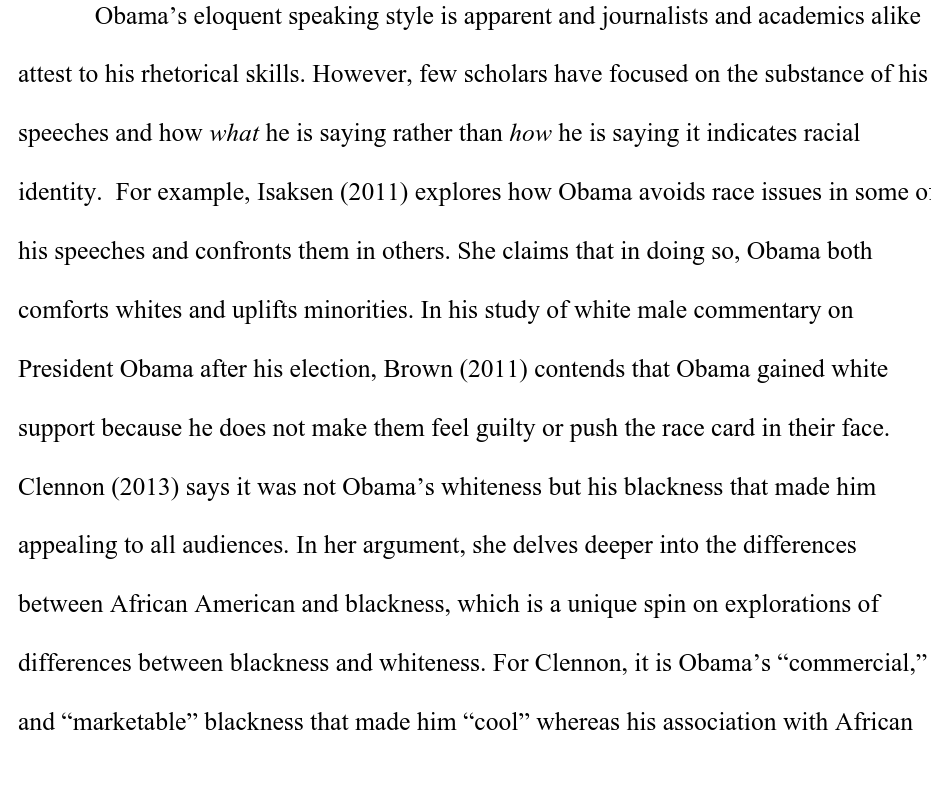 Obama’s eloquent speaking style is apparent and journalists and academics alike
attest to his rhetorical skills. However, few scholars have focused on the substance of his
speeches and how what he is saying rather than how he is saying it indicates racial
identity.  For example, Isaksen (2011) explores how Obama avoids race issues in some of
his speeches and confronts them in others. She claims that in doing so, Obama both
comforts whites and uplifts minorities. In his study of white male commentary on
President Obama after his election, Brown (2011) contends that Obama gained white
support because he does not make them feel guilty or push the race card in their face.
Clennon (2013) says it was not Obama’s whiteness but his blackness that made him
appealing to all audiences. In her argument, she delves deeper into the differences
between African American and blackness, which is a unique spin on explorations of
differences between blackness and whiteness. For Clennon, it is Obama’s “commercial,”
and “marketable” blackness that made him “cool” whereas his association with African